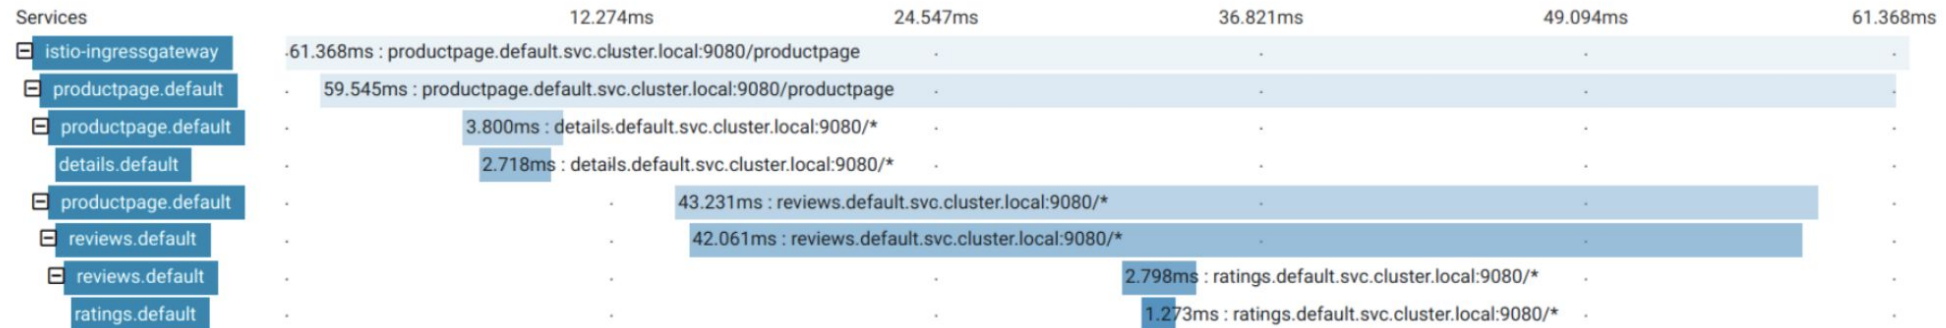 Services 12.274ms 24.547ms 36.821ms 49.094ms 61.368ms
istio-ingressgateway 61.368ms : productpage.default.svc.cluster.local:9080/productpage
productpage.default 59.545ms : productpage.default.svc.cluster.local:9080/productpage
productpage.default 3.800ms : details.default.svc.cluster.local:9080/*
details.default 2.718ms : details.default.svc.cluster.local:9080/*
productpage.default 43.231ms : reviews.default.svc.cluster.local:9080/*
reviews.default 42.061ms : reviews.default.svc.cluster.local:9080/*
reviews.default 2.798ms : ratings.default.svc.cluster.local:9080/*
ratings.default 1.273ms : ratings.default.svc.cluster.local:9080/*